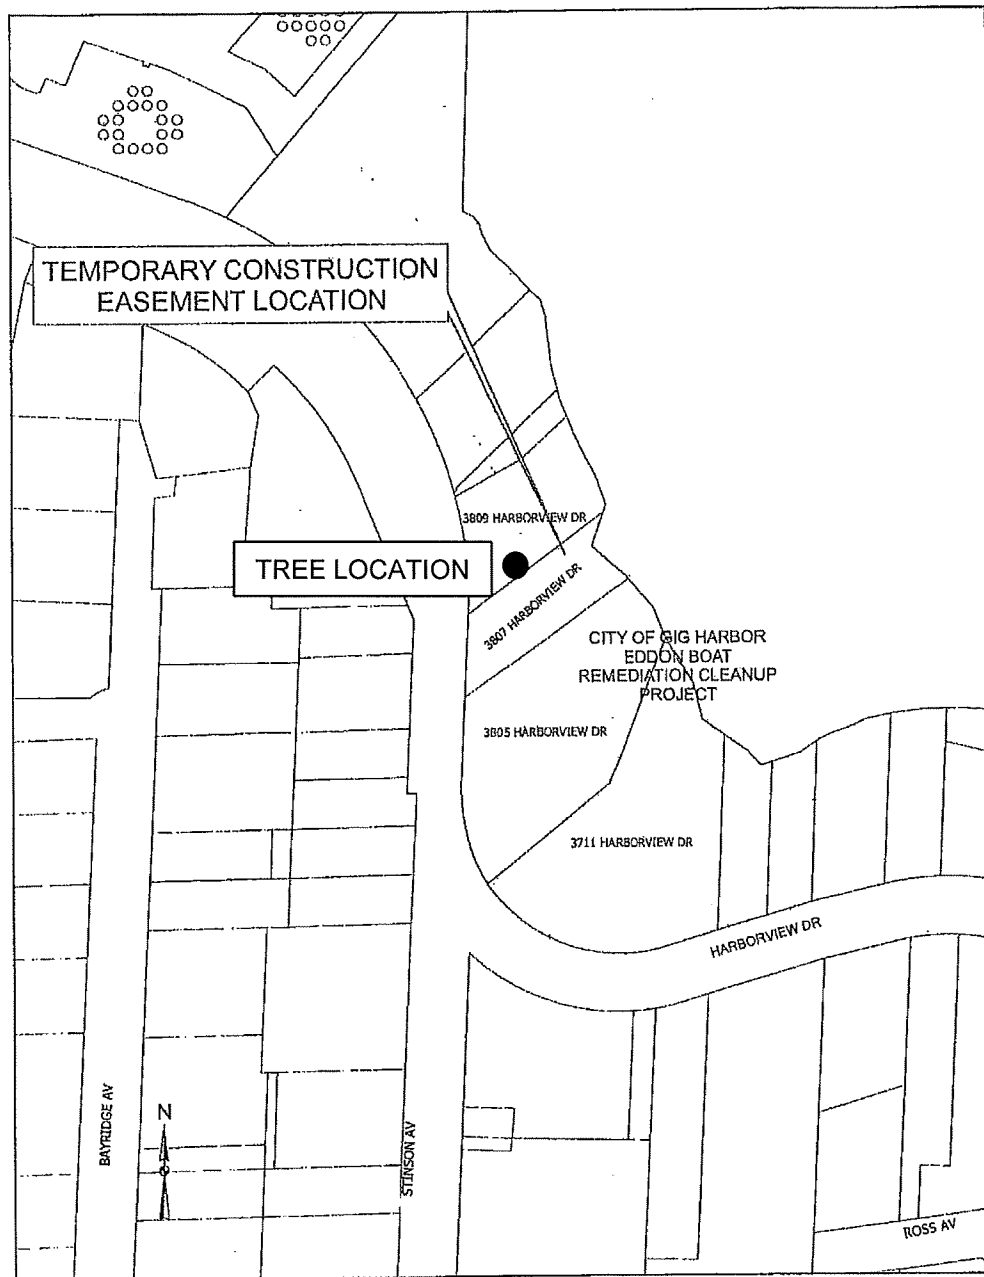 TEMPORARY CONSTRUCTION
EASEMENT LOCATION
3809 HARBORVIEW DR
TREE LOCATION
3807 HARBORVIEW DR
CITY OF GIG HARBOR
EDDON BOAT
REMEDIATION CLEANUP
PROJECT
3805 HARBORVIEW DR
3711 HARBORVIEW DR
HARBORVIEW DR
BAYRIDGE AV
N
STINSON AV
ROSS AV